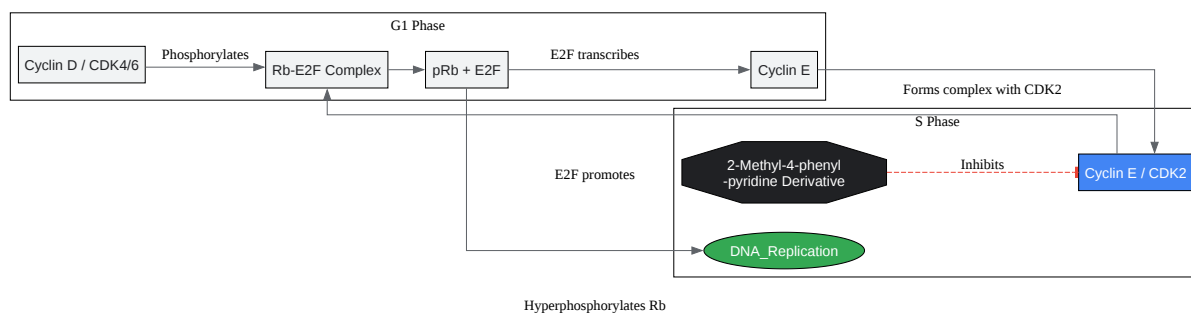 G1 Phase
Cyclin D / CDK4/6
Phosphorylates
Rb-E2F Complex
pRb + E2F
E2F transcribes
Cyclin E
Forms complex with CDK2
S Phase
2-Methyl-4-phenyl
-pyridine Derivative
Inhibits
Cyclin E / CDK2
E2F promotes
DNA_Replication
Hyperphosphorylates Rb